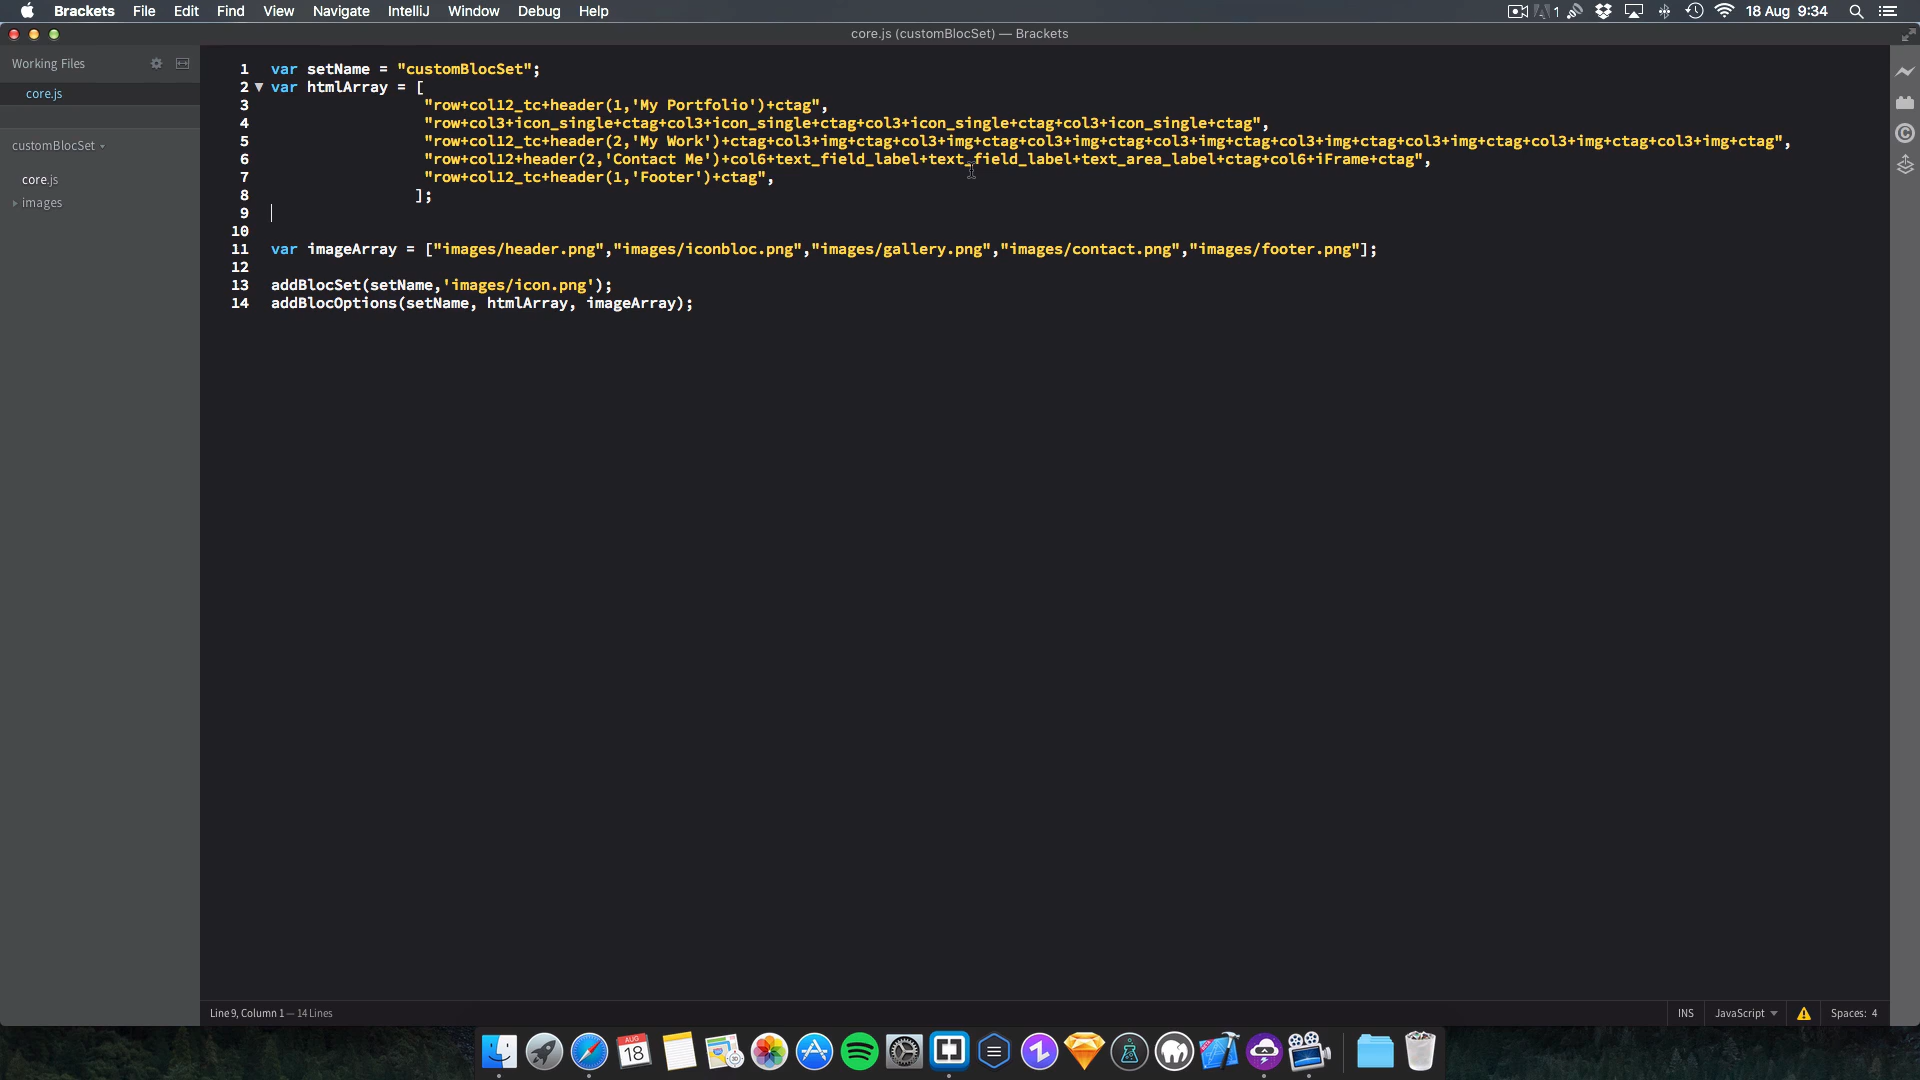 Brackets File Edit Find View Navigate IntelliJ Window Debug Help 1 18 Aug 9:34
core.js (customBlocSet) — Brackets
Working Files
core.js
customBlocSet
core.js
images
1 var setName = "customBlocSet";
2 var htmlArray = [
3 "row+col12_tc+header(1,'My Portfolio')+ctag",
4 "row+col3+icon_single+ctag+col3+icon_single+ctag+col3+icon_single+ctag+col3+icon_single+ctag",
5 "row+col12_tc+header(2,'My Work')+ctag+col3+img+ctag+col3+img+ctag+col3+img+ctag+col3+img+ctag+col3+img+ctag+col3+img+ctag+col3+img+ctag+col3+img+ctag",
6 "row+col12+header(2,'Contact Me')+col6+text_field_label+text_field_label+text_area_label+ctag+col6+iFrame+ctag",
7 "row+col12_tc+header(1,'Footer')+ctag",
8 ];
9
10
11 var imageArray = ["images/header.png","images/iconbloc.png","images/gallery.png","images/contact.png","images/footer.png"];
12
13 addBlocSet(setName,'images/icon.png');
14 addBlocOptions(setName, htmlArray, imageArray);
Line 9, Column 1 — 14 Lines INS JavaScript Spaces: 4
AUG
18